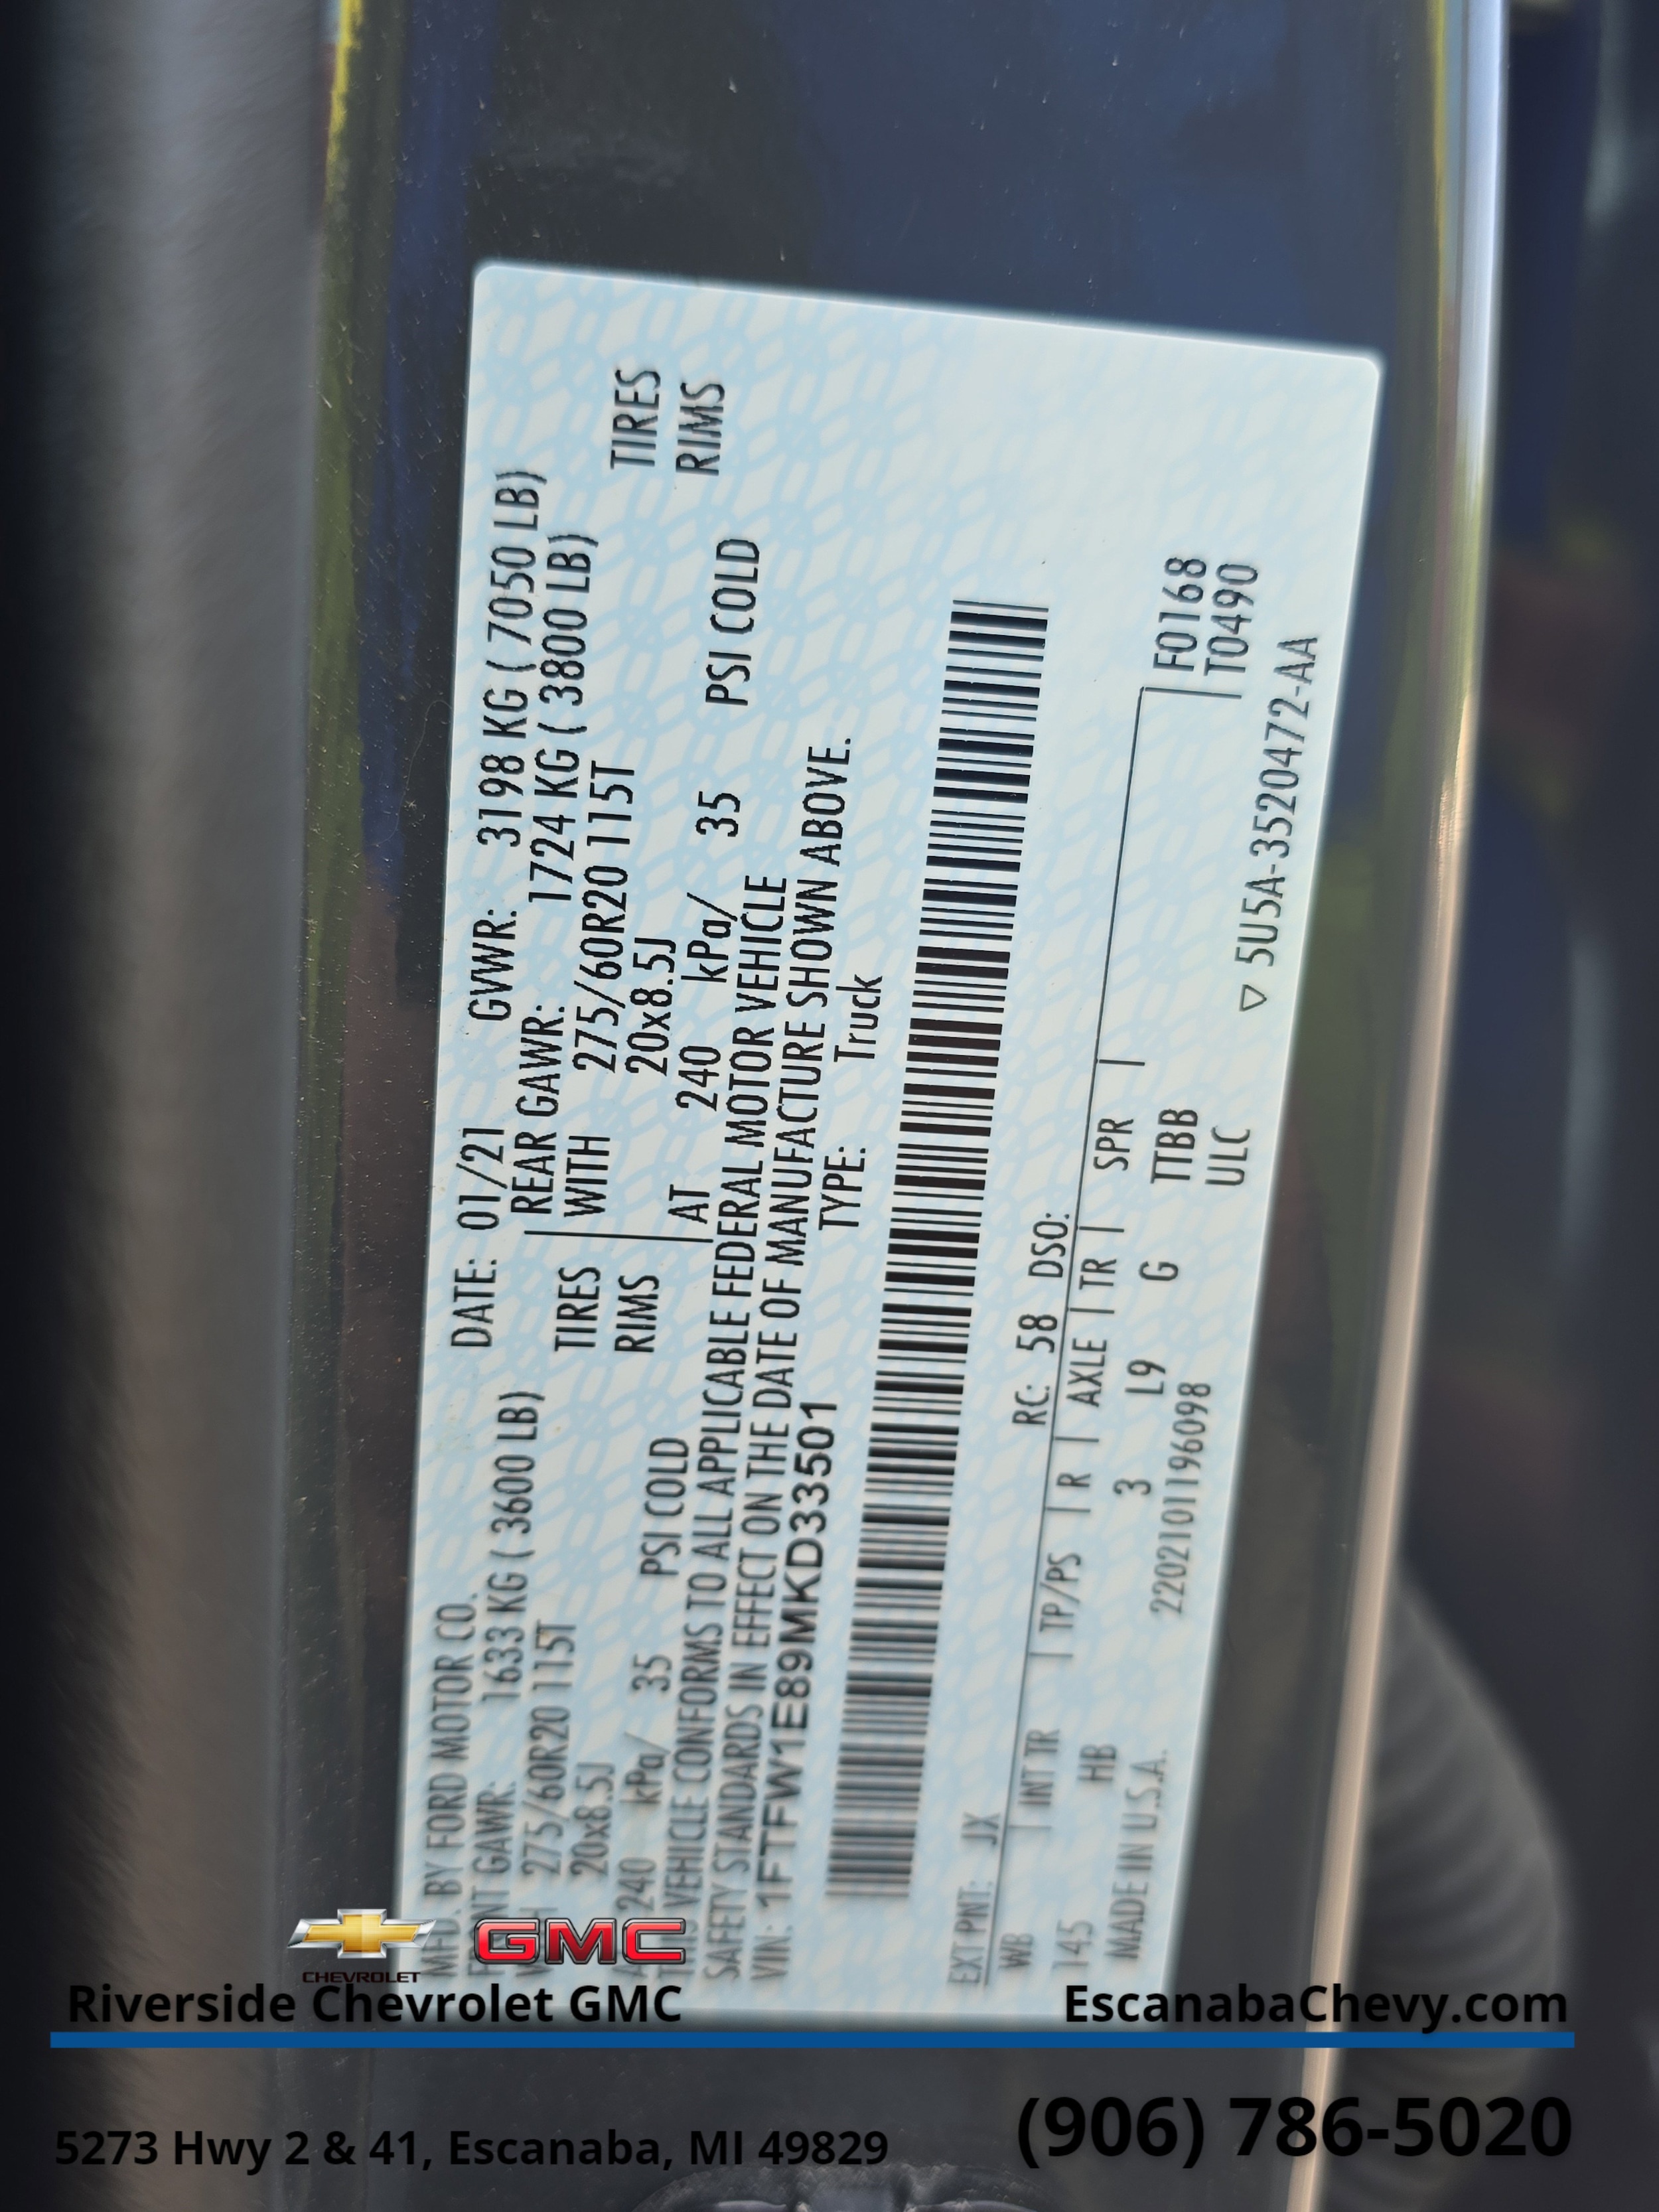 MFD. BY FORD MOTOR CO. DATE: 01/21 GVWR: 3198 KG ( 7050 LB)
FRONT GAWR: 1633 KG ( 3600 LB) REAR GAWR: 1724 KG ( 3800 LB)
WITH 275/60R20 115T TIRES WITH 275/60R20 115T TIRES
20x8.5J RIMS 20x8.5J RIMS
AT 240 kPa/ 35 PSI COLD AT 240 kPa/ 35 PSI COLD
THIS VEHICLE CONFORMS TO ALL APPLICABLE FEDERAL MOTOR VEHICLE
SAFETY STANDARDS IN EFFECT ON THE DATE OF MANUFACTURE SHOWN ABOVE.
VIN: 1FTFW1E89MKD33501 TYPE: Truck
EXT PNT: JX RC: 58 DSO:
WB INT TR TP/PS R AXLE TR SPR F0168
145 HB 3 L9 G TTBB T0490
MADE IN U.S.A. 2202101196098 ULC ▽ 5U5A-3520472-AA
CHEVROLET
GMC
Riverside Chevrolet GMC EscanabaChevy.com
5273 Hwy 2 & 41, Escanaba, MI 49829 (906) 786-5020